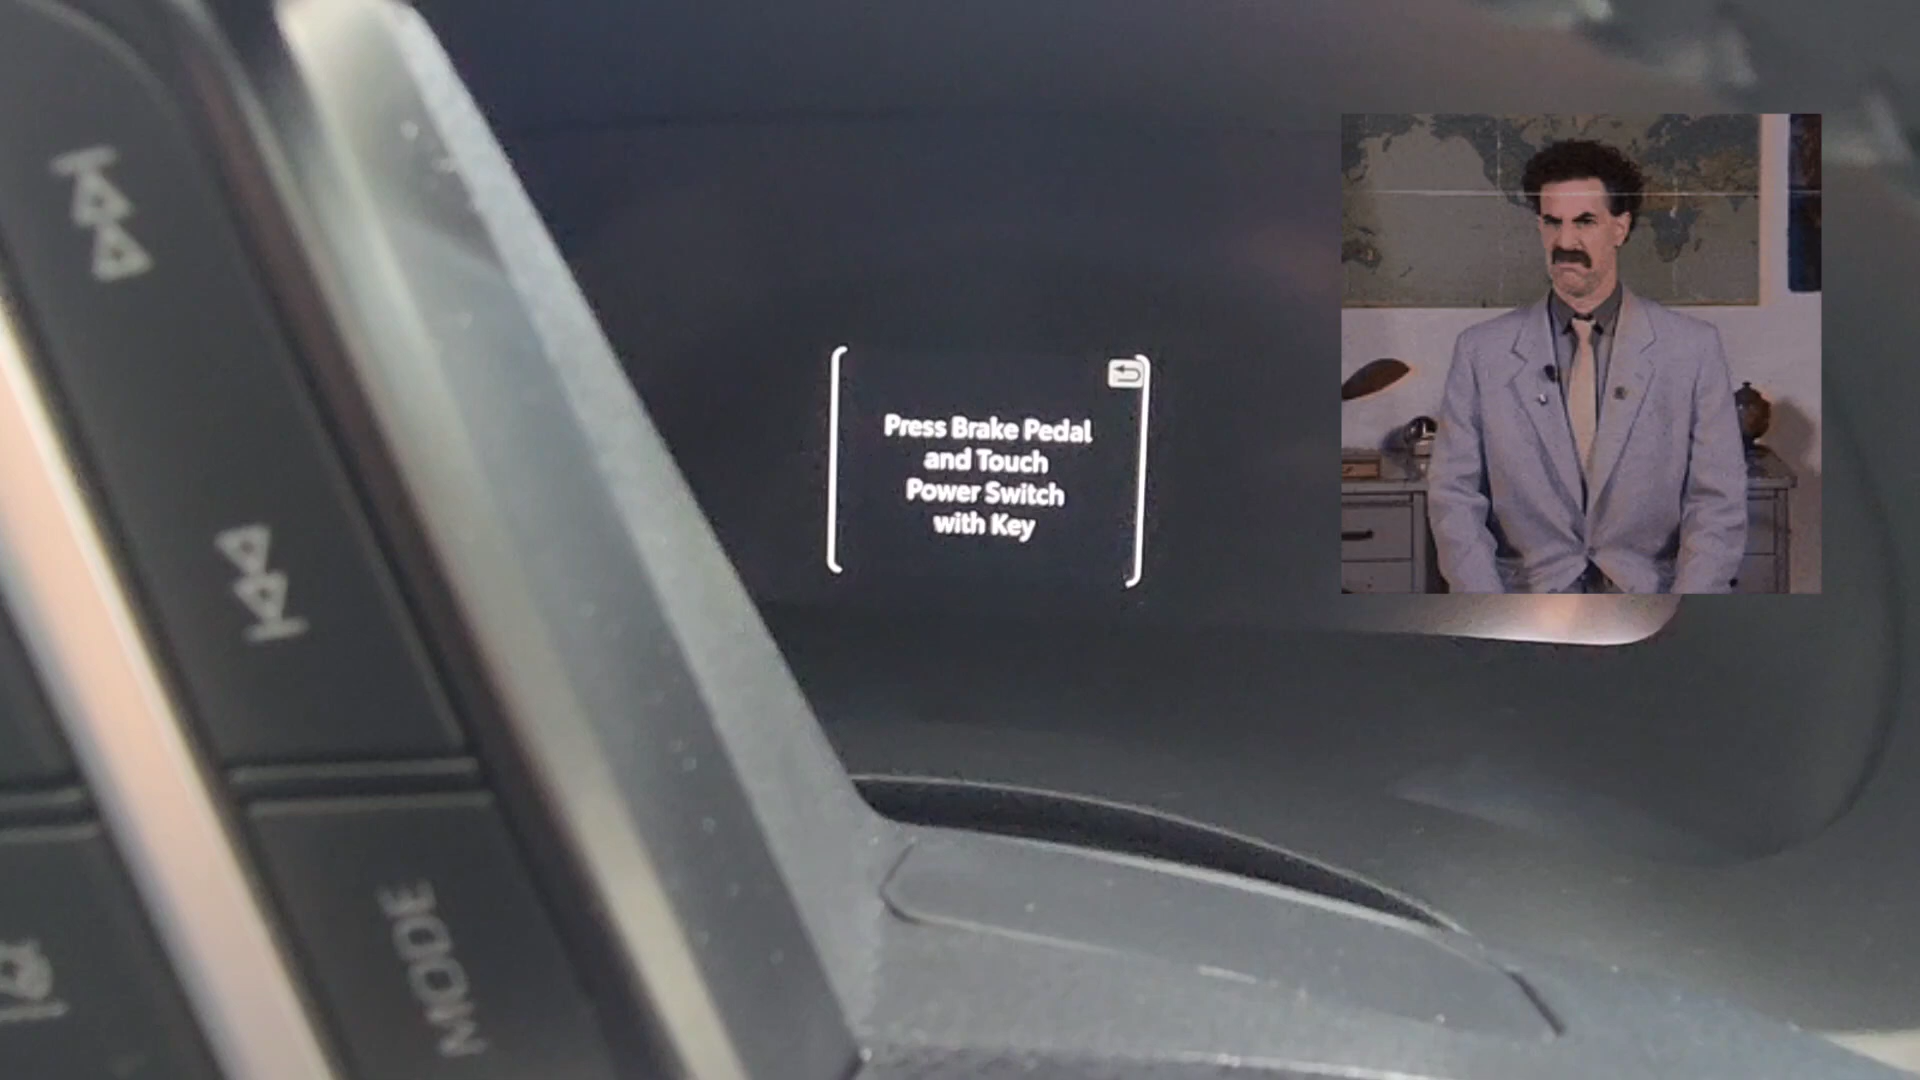 Press Brake Pedal
and Touch
Power Switch
with Key
MODE